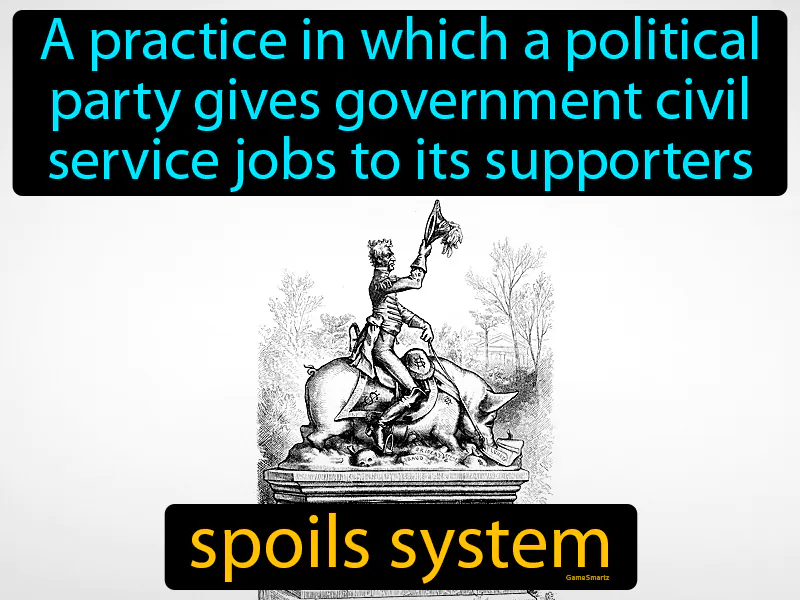 A practice in which a political
party gives government civil
service jobs to its supporters
spoils system
GameSmartz